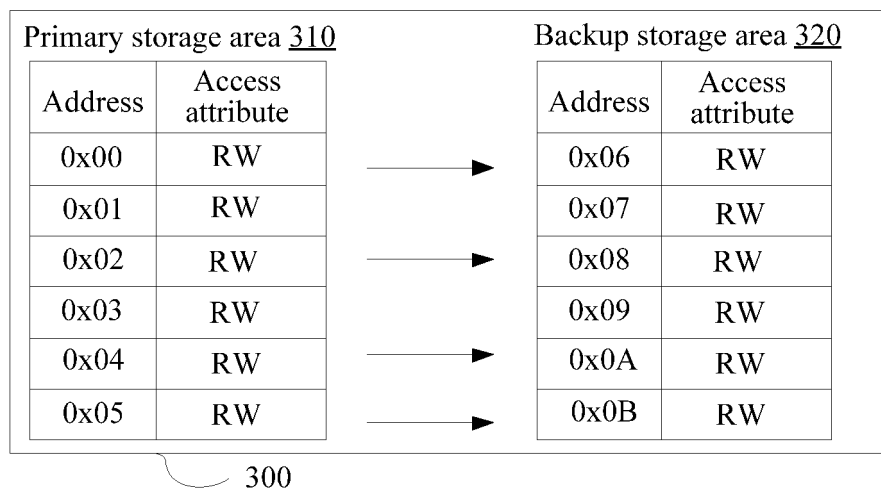 Primary storage area 310
Address Access attribute
0x00 RW
0x01 RW
0x02 RW
0x03 RW
0x04 RW
0x05 RW
Backup storage area 320
Address Access attribute
0x06 RW
0x07 RW
0x08 RW
0x09 RW
0x0A RW
0x0B RW
300